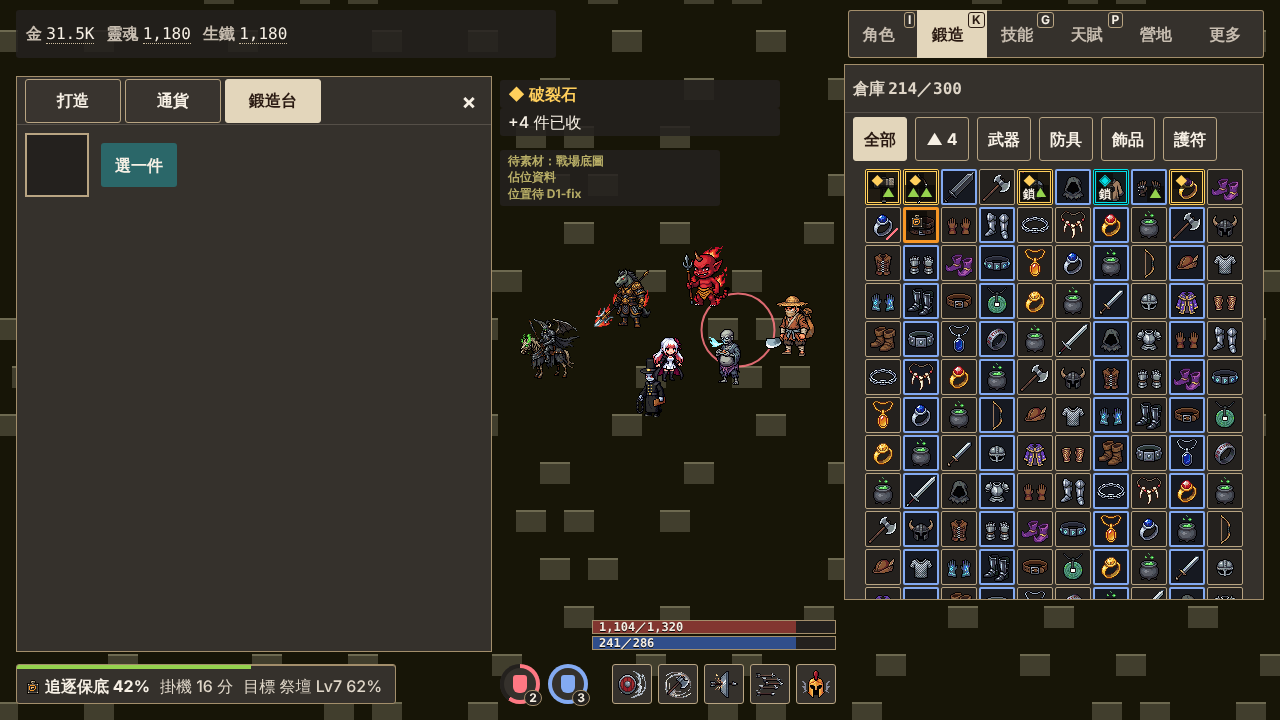 金 31.5K 靈魂 1,180 生鐵 1,180
角色 I 鍛造 K 技能 G 天賦 P 營地 更多
打造 通貨 鍛造台 ×
選一件
◆ 破裂石
+4 件已收
待素材：戰場底圖
佔位資料
位置待 D1-fix
倉庫 214／300
全部 ▲ 4 武器 防具 飾品 護符
鎖 鎖
1,104／1,320
241／286
追逐保底 42% 掛機 16 分 目標 祭壇 Lv7 62%
2 3